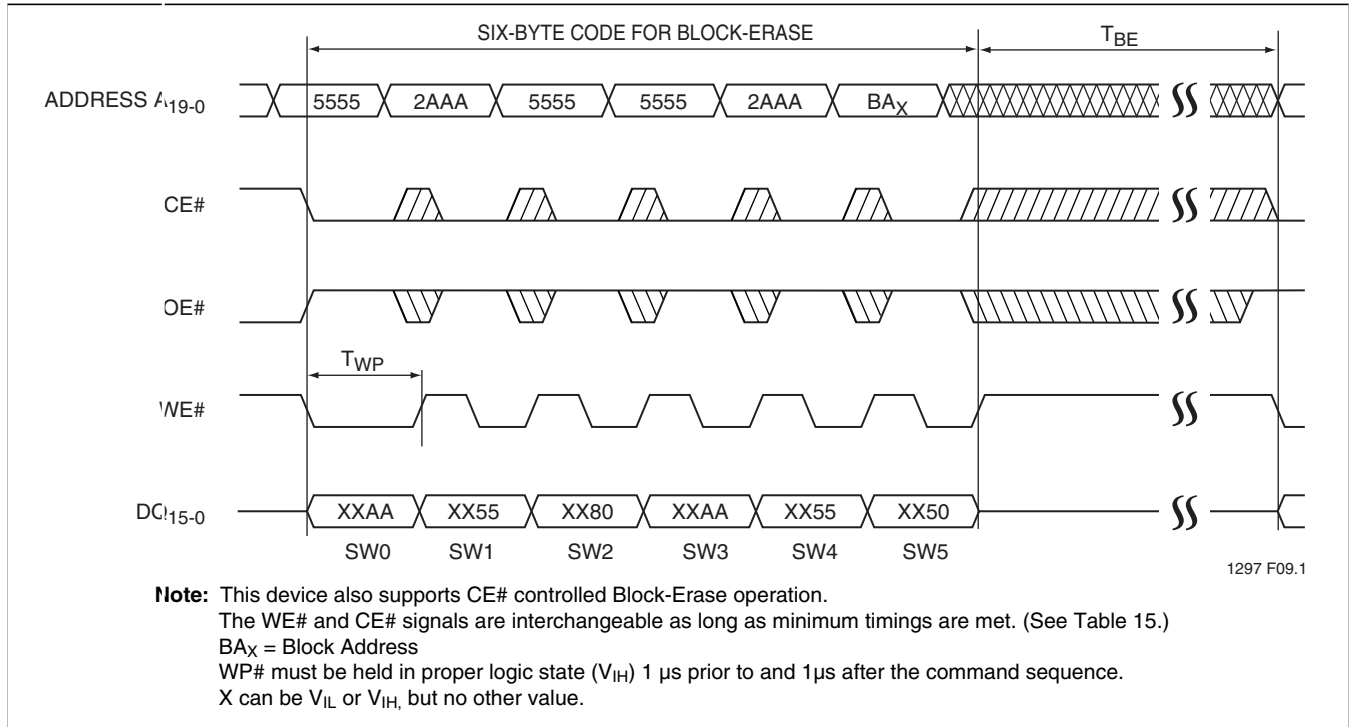 SIX-BYTE CODE FOR BLOCK-ERASE TBE
ADDRESS A19-0 5555 2AAA 5555 5555 2AAA BAX
CE#
OE#
TWP
WE#
DQ15-0 XXAA XX55 XX80 XXAA XX55 XX50
SW0 SW1 SW2 SW3 SW4 SW5
1297 F09.1
Note: This device also supports CE# controlled Block-Erase operation.
The WE# and CE# signals are interchangeable as long as minimum timings are met. (See Table 15.)
BAX = Block Address
WP# must be held in proper logic state (VIH) 1 µs prior to and 1µs after the command sequence.
X can be VIL or VIH, but no other value.